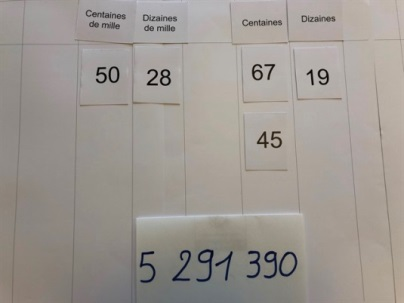 Centaines de mille
Dizaines de mille
Centaines
Dizaines
50 28 67 19
45
5 291 390